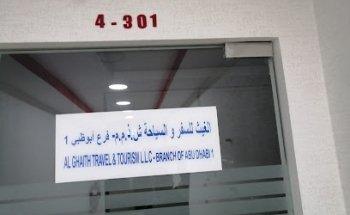 4-301
الغيث للسفر و السياحة ش.ذ.م.م- فرع ابوظبي 1
AL GHAITH TRAVEL & TOURISM L.L.C - BRANCH OF ABU DHABI 1